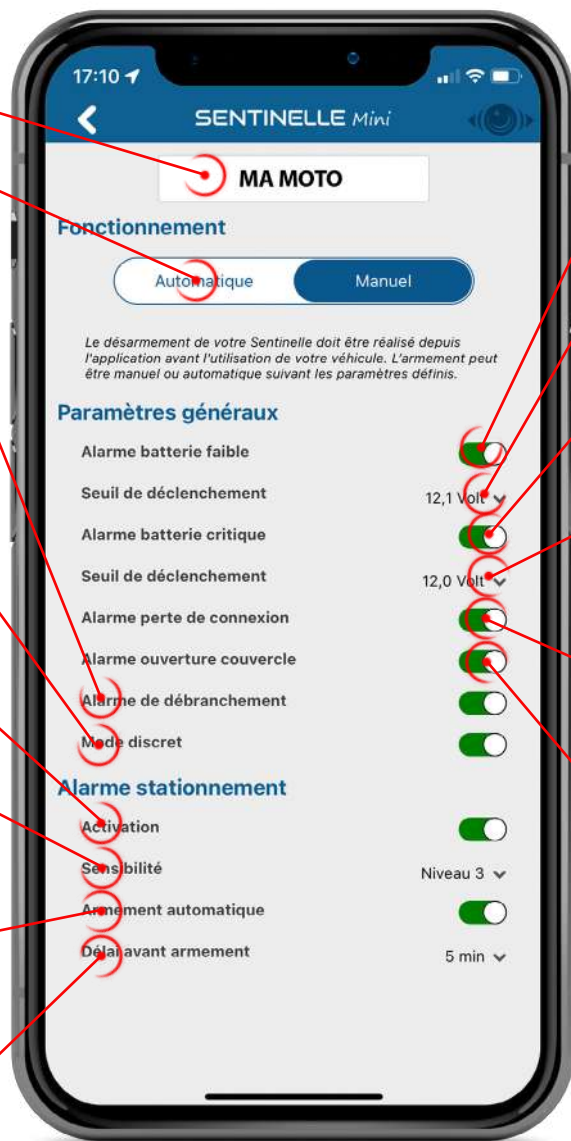 17:10
SENTINELLE Mini
MA MOTO
Fonctionnement
Automatique Manuel
Le désarmement de votre Sentinelle doit être réalisé depuis
l'application avant l'utilisation de votre véhicule. L'armement peut
être manuel ou automatique suivant les paramètres définis.
Paramètres généraux
Alarme batterie faible
Seuil de déclenchement 12,1 Volt
Alarme batterie critique
Seuil de déclenchement 12,0 Volt
Alarme perte de connexion
Alarme ouverture couvercle
Alarme de débranchement
Mode discret
Alarme stationnement
Activation
Sensibilité Niveau 3
Armement automatique
Délai avant armement 5 min